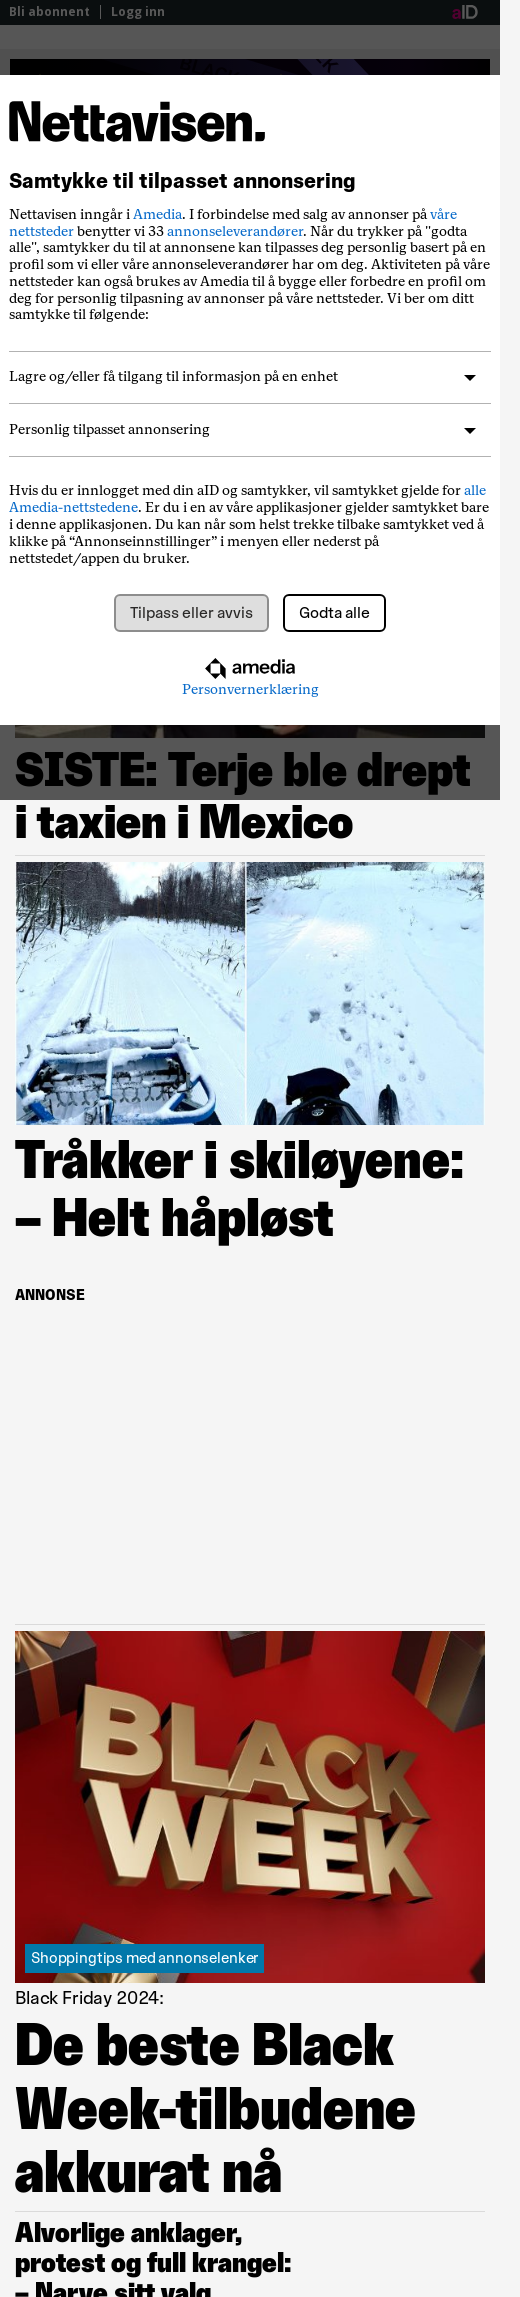 Bli abonnent | Logg inn
aID
Nettavisen.
Samtykke til tilpasset annonsering
Nettavisen inngår i Amedia. I forbindelse med salg av annonser på våre
nettsteder benytter vi 33 annonseleverandører. Når du trykker på "godta
alle", samtykker du til at annonsene kan tilpasses deg personlig basert på en
profil som vi eller våre annonseleverandører har om deg. Aktiviteten på våre
nettsteder kan også brukes av Amedia til å bygge eller forbedre en profil om
deg for personlig tilpasning av annonser på våre nettsteder. Vi ber om ditt
samtykke til følgende:
Lagre og/eller få tilgang til informasjon på en enhet
Personlig tilpasset annonsering
Hvis du er innlogget med din aID og samtykker, vil samtykket gjelde for alle
Amedia-nettstedene. Er du i en av våre applikasjoner gjelder samtykket bare
i denne applikasjonen. Du kan når som helst trekke tilbake samtykket ved å
klikke på “Annonseinnstillinger” i menyen eller nederst på
nettstedet/appen du bruker.
Tilpass eller avvis
Godta alle
amedia
Personvernerklæring
SISTE: Terje ble drept
i taxien i Mexico
Tråkker i skiløyene:
– Helt håpløst
ANNONSE
BLACK
WEEK
Shoppingtips med annonselenker
Black Friday 2024:
De beste Black
Week-tilbudene
akkurat nå
Alvorlige anklager,
protest og full krangel:
– Narve sitt valg